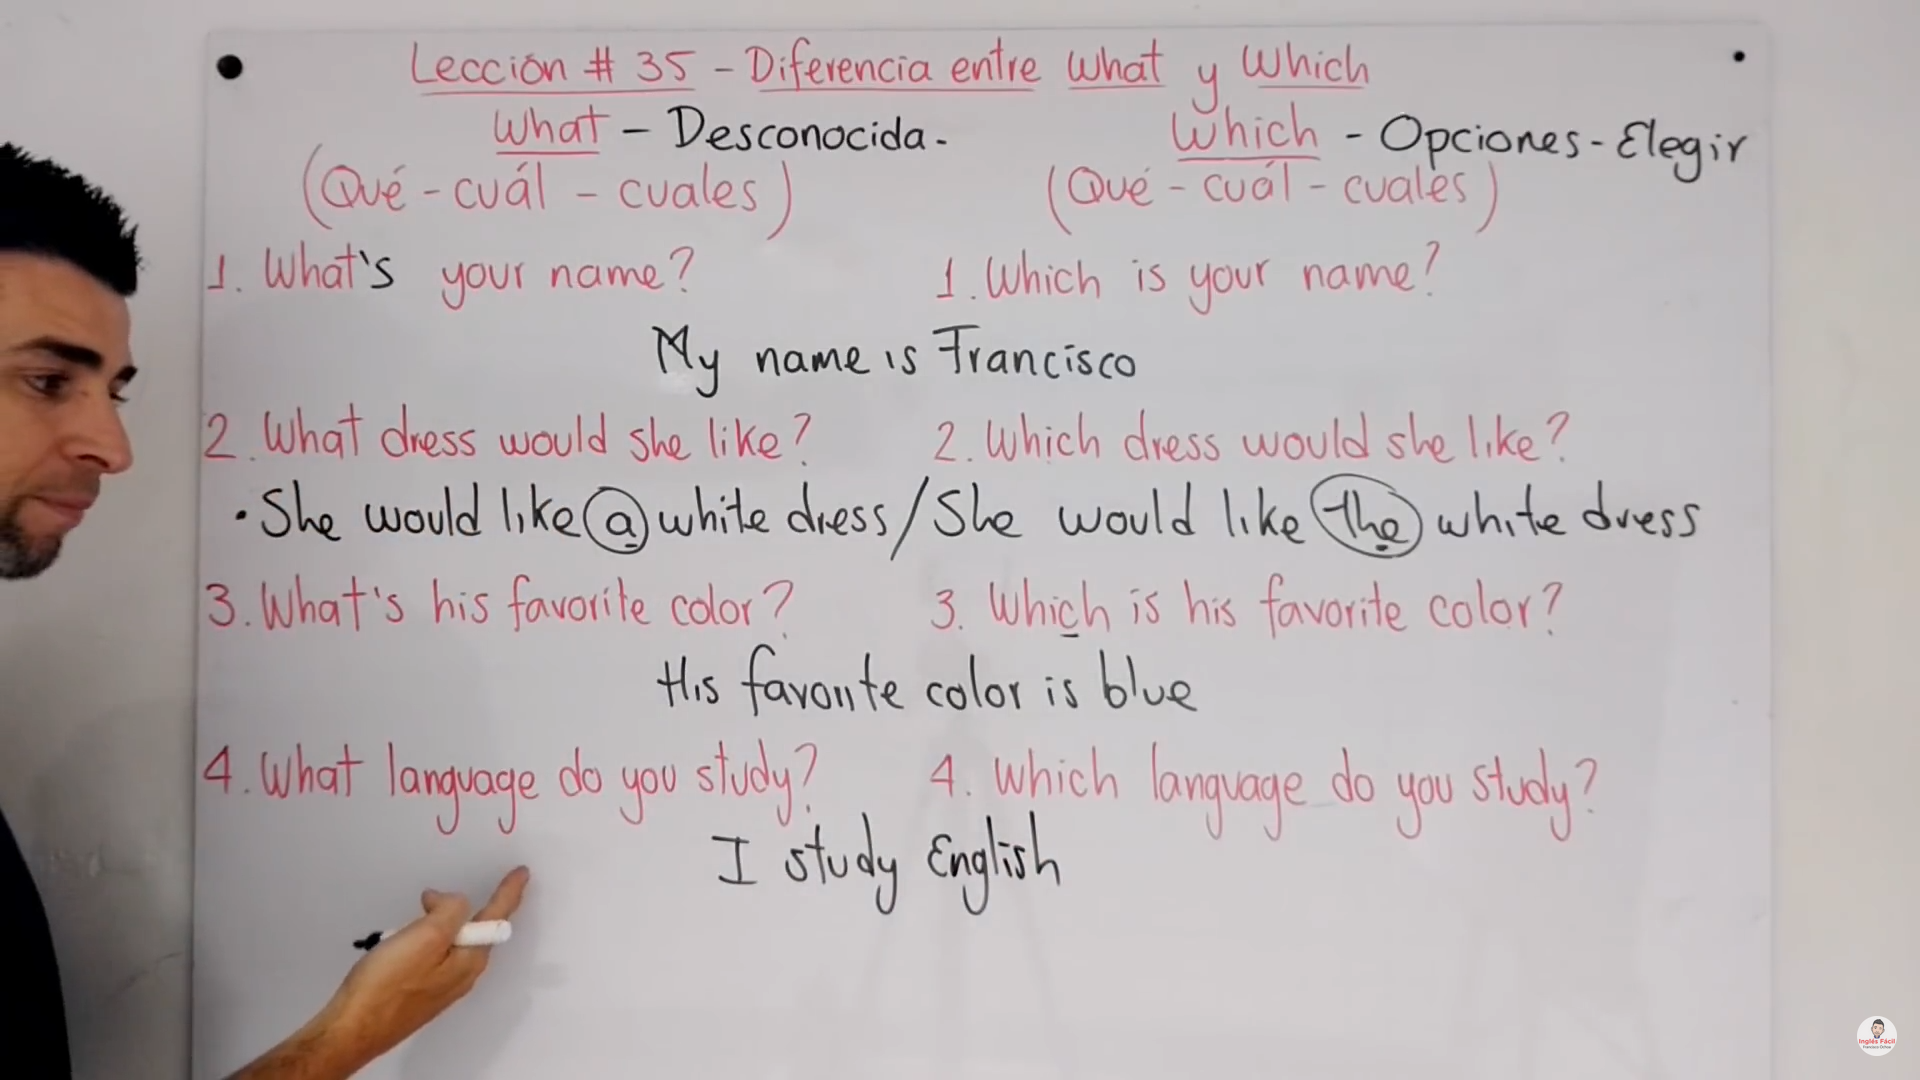 Lección # 35 - Diferencia entre What y Which
What - Desconocida.
Which - Opciones - Elegir
(Qué - cuál - cuales)
(Qué - cuál - cuales)
1. What's your name?
1. Which is your name?
My name is Francisco
2. What dress would she like?
2. Which dress would she like?
• She would like a white dress / She would like the white dress
3. What's his favorite color?
3. Which is his favorite color?
His favorite color is blue
4. What language do you study?
4. Which language do you study?
I study English
Inglés Fácil